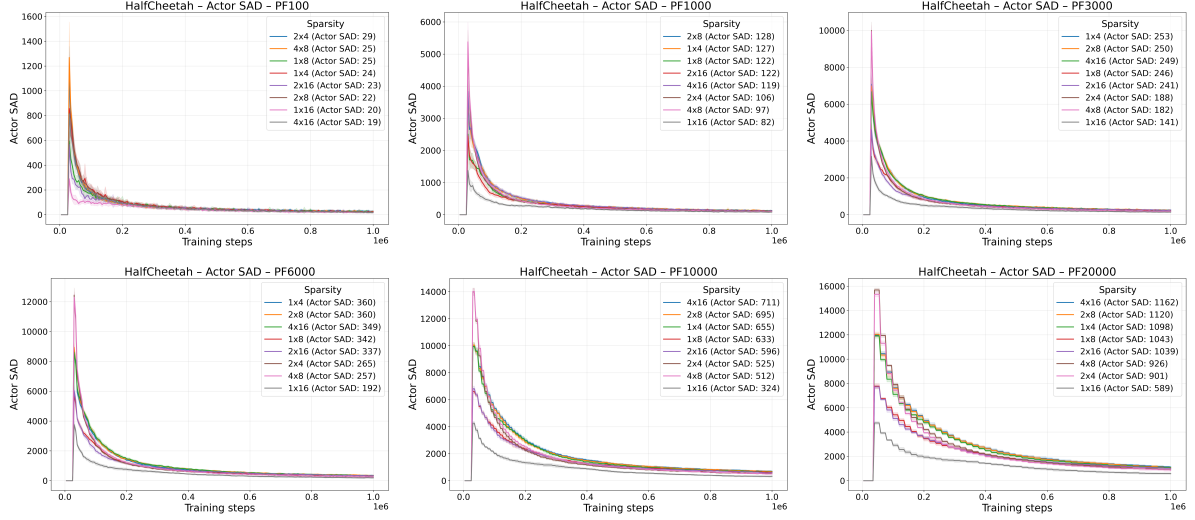 HalfCheetah – Actor SAD – PF100
Actor SAD
1600
1400
1200
1000
800
600
400
200
0
0.0 0.2 0.4 0.6 0.8 1.0
1e6
Training steps
Sparsity
2x4 (Actor SAD: 29)
4x8 (Actor SAD: 25)
1x8 (Actor SAD: 25)
1x4 (Actor SAD: 24)
2x16 (Actor SAD: 23)
2x8 (Actor SAD: 22)
1x16 (Actor SAD: 20)
4x16 (Actor SAD: 19)
HalfCheetah – Actor SAD – PF1000
Actor SAD
6000
5000
4000
3000
2000
1000
0
0.0 0.2 0.4 0.6 0.8 1.0
1e6
Training steps
Sparsity
2x8 (Actor SAD: 128)
1x4 (Actor SAD: 127)
1x8 (Actor SAD: 122)
2x16 (Actor SAD: 122)
4x16 (Actor SAD: 119)
2x4 (Actor SAD: 106)
4x8 (Actor SAD: 97)
1x16 (Actor SAD: 82)
HalfCheetah – Actor SAD – PF3000
Actor SAD
10000
8000
6000
4000
2000
0
0.0 0.2 0.4 0.6 0.8 1.0
1e6
Training steps
Sparsity
1x4 (Actor SAD: 253)
2x8 (Actor SAD: 250)
4x16 (Actor SAD: 249)
1x8 (Actor SAD: 246)
2x16 (Actor SAD: 241)
2x4 (Actor SAD: 188)
4x8 (Actor SAD: 182)
1x16 (Actor SAD: 141)
HalfCheetah – Actor SAD – PF6000
Actor SAD
12000
10000
8000
6000
4000
2000
0
0.0 0.2 0.4 0.6 0.8 1.0
1e6
Training steps
Sparsity
1x4 (Actor SAD: 360)
2x8 (Actor SAD: 360)
4x16 (Actor SAD: 349)
1x8 (Actor SAD: 342)
2x16 (Actor SAD: 337)
2x4 (Actor SAD: 265)
4x8 (Actor SAD: 257)
1x16 (Actor SAD: 192)
HalfCheetah – Actor SAD – PF10000
Actor SAD
14000
12000
10000
8000
6000
4000
2000
0
0.0 0.2 0.4 0.6 0.8 1.0
1e6
Training steps
Sparsity
4x16 (Actor SAD: 711)
2x8 (Actor SAD: 695)
1x4 (Actor SAD: 655)
1x8 (Actor SAD: 633)
2x16 (Actor SAD: 596)
2x4 (Actor SAD: 525)
4x8 (Actor SAD: 512)
1x16 (Actor SAD: 324)
HalfCheetah – Actor SAD – PF20000
Actor SAD
16000
14000
12000
10000
8000
6000
4000
2000
0
0.0 0.2 0.4 0.6 0.8 1.0
1e6
Training steps
Sparsity
4x16 (Actor SAD: 1162)
2x8 (Actor SAD: 1120)
1x4 (Actor SAD: 1098)
1x8 (Actor SAD: 1043)
2x16 (Actor SAD: 1039)
4x8 (Actor SAD: 926)
2x4 (Actor SAD: 901)
1x16 (Actor SAD: 589)